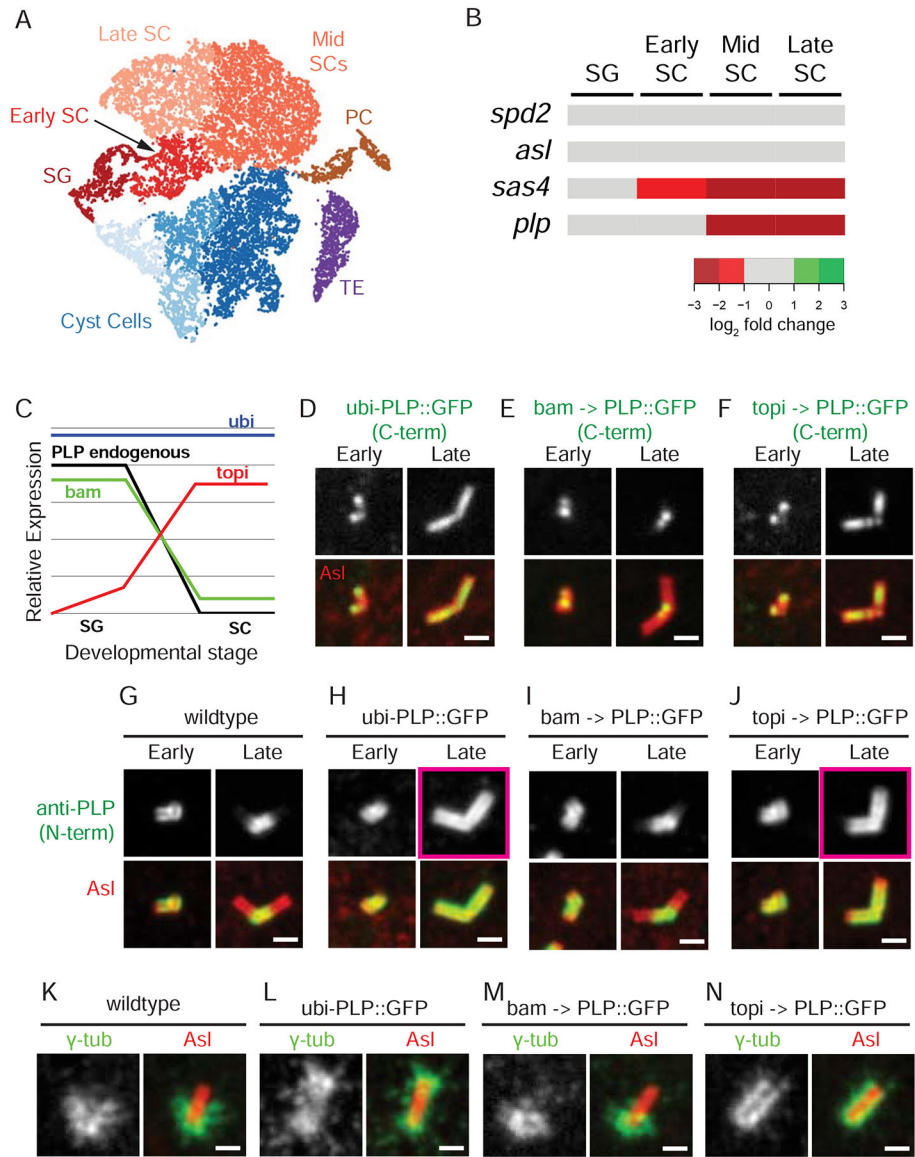 A
Late SC
Mid
SCs
Early SC
PC
SG
TE
Cyst Cells
B
Early Mid Late
SG SC SC SC
spd2
asl
sas4
plp
−3 −2 −1 0 1 2 3
log2 fold change
C
ubi
PLP endogenous
topi
bam
Relative Expression
SG SC
Developmental stage
D ubi-PLP::GFP
(C-term)
Early Late
Asl
E bam -> PLP::GFP
(C-term)
Early Late
F topi -> PLP::GFP
(C-term)
Early Late
G wildtype
Early Late
anti-PLP
(N-term)
Asl
H ubi-PLP::GFP
Early Late
I bam -> PLP::GFP
Early Late
J topi -> PLP::GFP
Early Late
K wildtype
γ-tub Asl
L ubi-PLP::GFP
γ-tub Asl
M bam -> PLP::GFP
γ-tub Asl
N topi -> PLP::GFP
γ-tub Asl